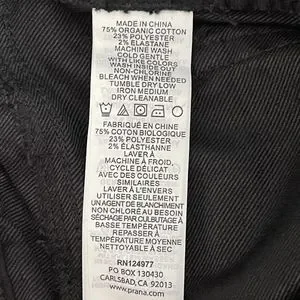 MADE IN CHINA
75% ORGANIC COTTON
23% POLYESTER
2% ELASTANE
MACHINE WASH
COLD GENTLE
WITH LIKE COLORS
WASH INSIDE OUT
NON-CHLORINE
BLEACH WHEN NEEDED
TUMBLE DRY LOW
IRON MEDIUM
DRY CLEANABLE
FABRIQUÉ EN CHINE
75% COTON BIOLOGIQUE
23% POLYESTER
2% ÉLASTHANNE
LAVER À
MACHINE À FROID,
CYCLE DÉLICAT
AVEC DES COULEURS
SIMILAIRES
LAVER À L'ENVERS
UTILISER SEULEMENT
UN AGENT DE BLANCHIMENT
NON CHLORÉ AU BESOIN
SÉCHAGE PAR CULBUTAGE À
BASSE TEMPÉRATURE
REPASSER À
TEMPÉRATURE MOYENNE
NETTOYABLE À SEC
RN124977
PO BOX 130430
CARLSBAD, CA 92013
www.prana.com